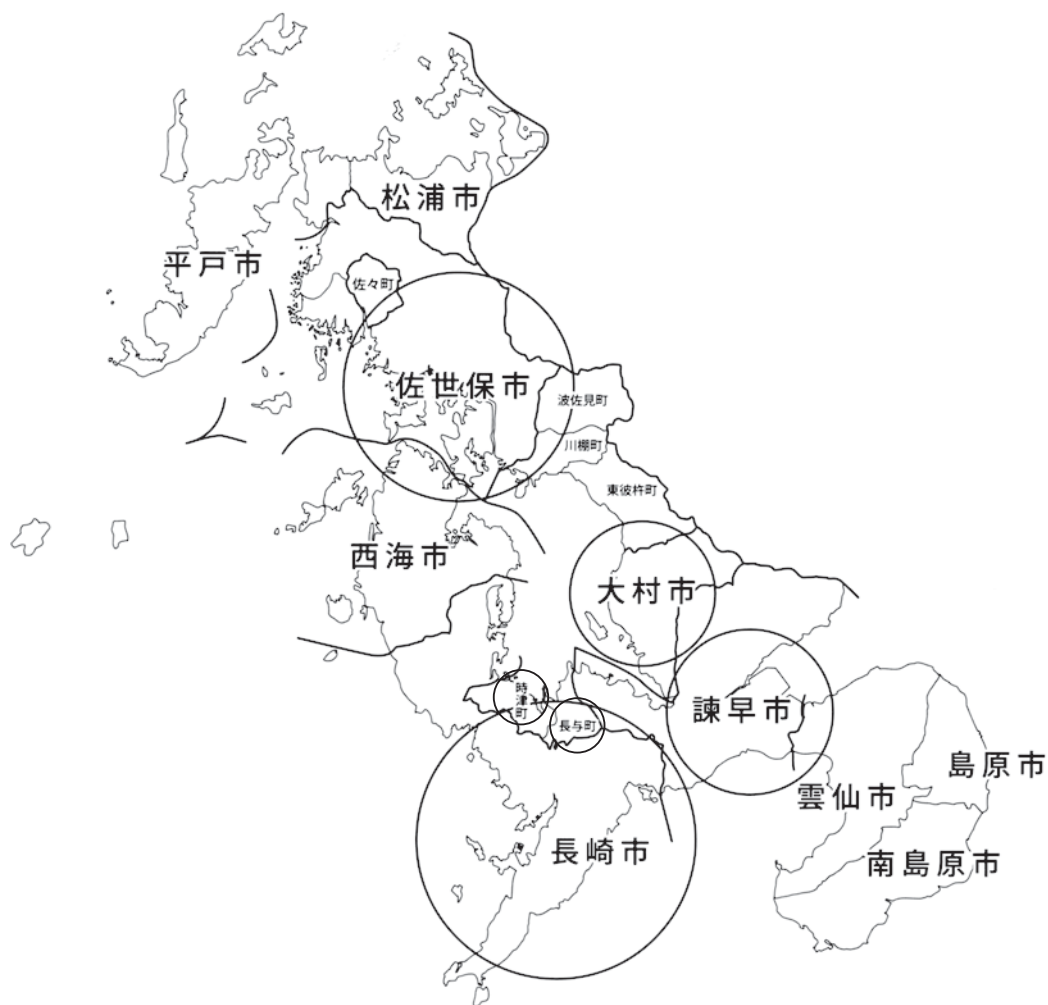 松浦市
平戸市
佐々町
佐世保市
波佐見町
川棚町
東彼杵町
西海市
大村市
時津町
長与町
諫早市
島原市
雲仙市
長崎市
南島原市